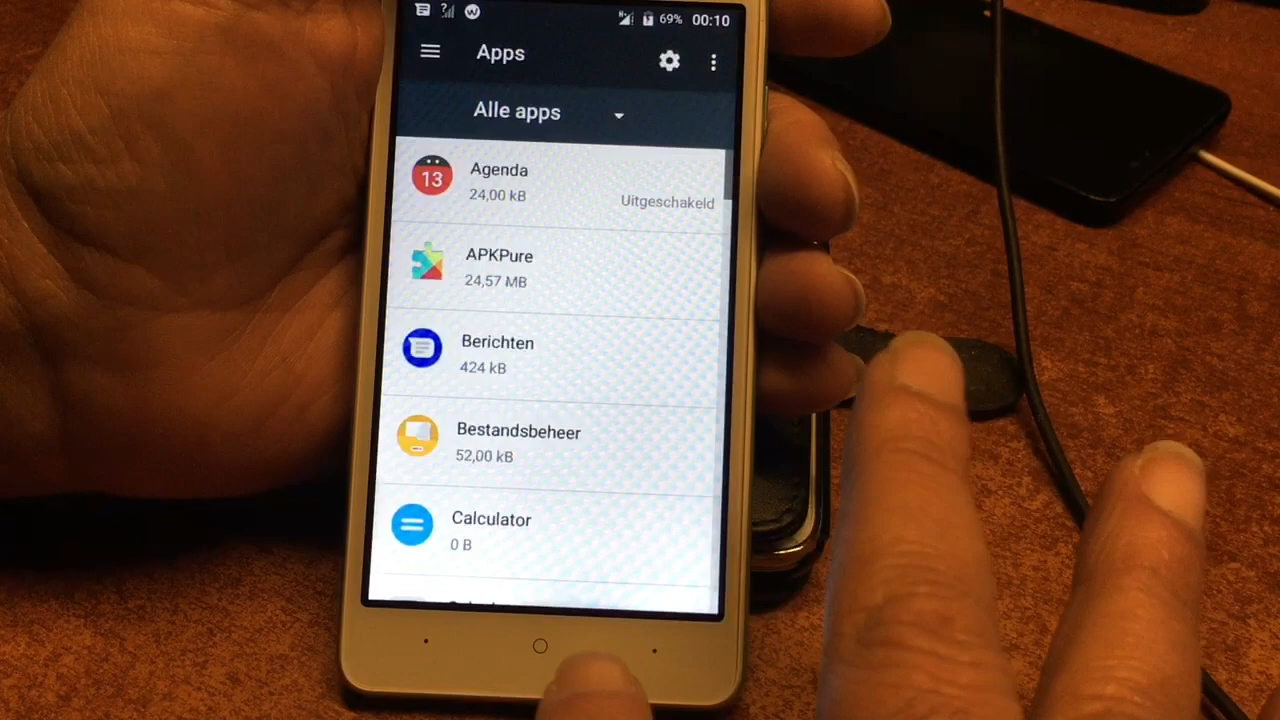 69% 00:10
Apps
Alle apps
13
Agenda
24,00 kB
Uitgeschakeld
APKPure
24,57 MB
Berichten
424 kB
Bestandsbeheer
52,00 kB
Calculator
0 B